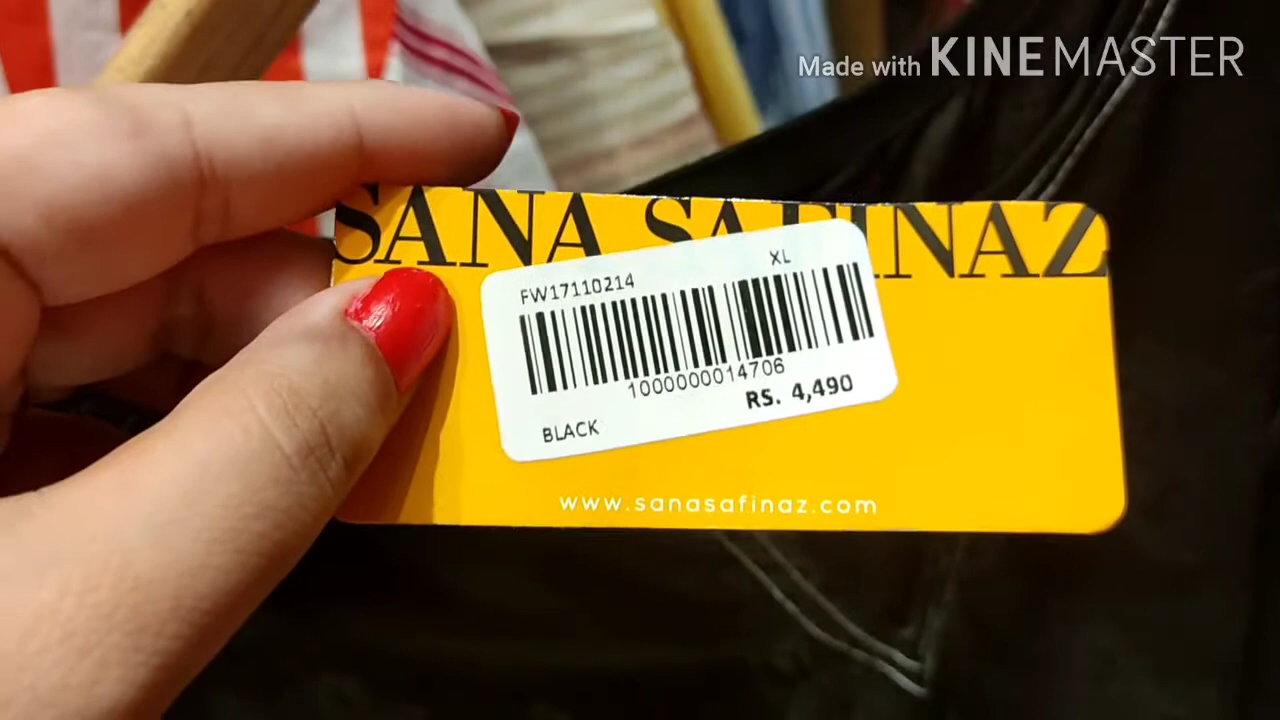 Made with KINEMASTER
SANA SAFINAZ
FW17110214 XL
1000000014706
RS. 4,490
BLACK
www.sanasafinaz.com